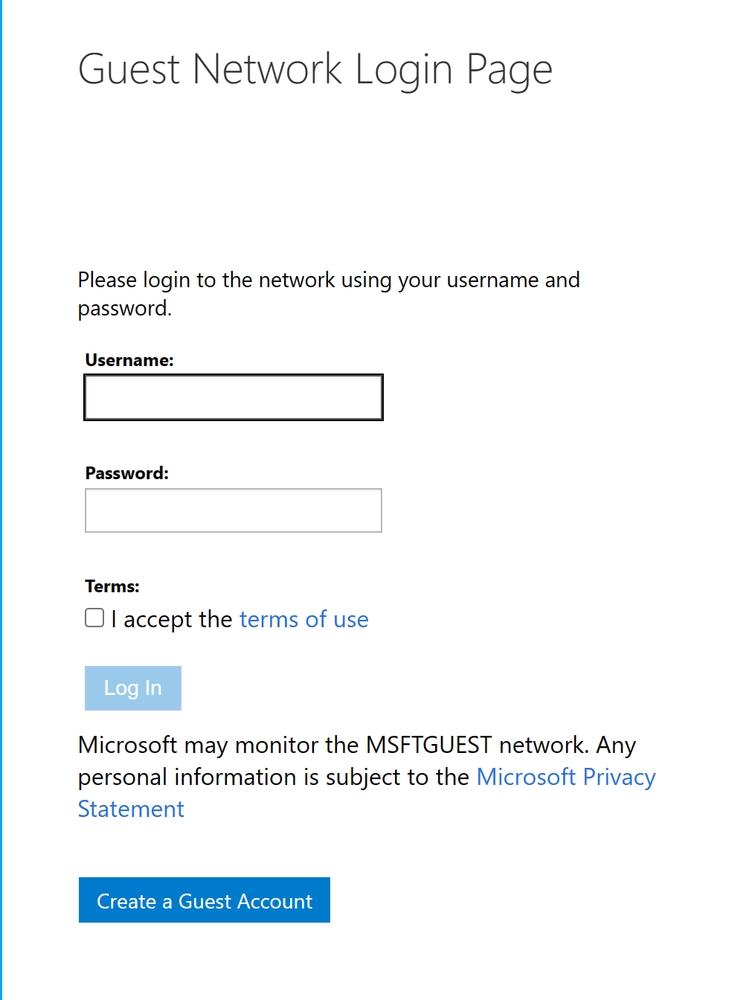 Guest Network Login Page
Please login to the network using your username and
password.
Username:
Password:
Terms:
I accept the terms of use
Log In
Microsoft may monitor the MSFTGUEST network. Any
personal information is subject to the Microsoft Privacy
Statement
Create a Guest Account